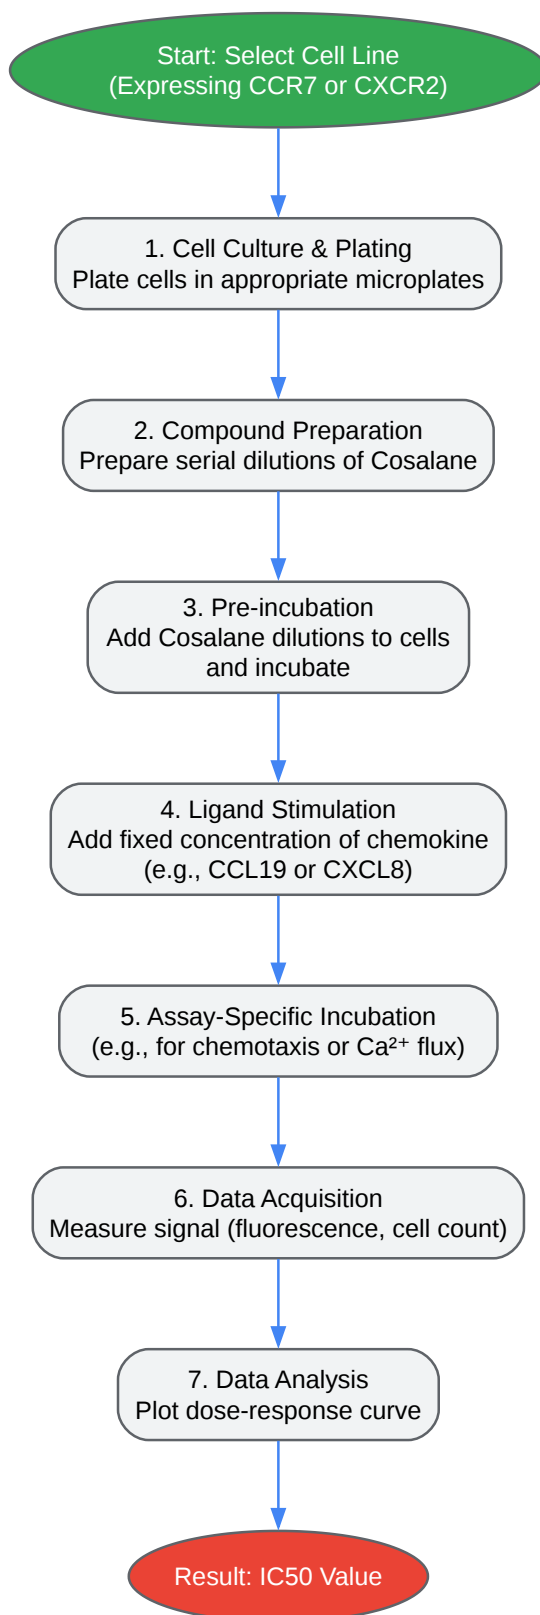 Start: Select Cell Line
(Expressing CCR7 or CXCR2)
1. Cell Culture & Plating
Plate cells in appropriate microplates
2. Compound Preparation
Prepare serial dilutions of Cosalane
3. Pre-incubation
Add Cosalane dilutions to cells
and incubate
4. Ligand Stimulation
Add fixed concentration of chemokine
(e.g., CCL19 or CXCL8)
5. Assay-Specific Incubation
(e.g., for chemotaxis or Ca²⁺ flux)
6. Data Acquisition
Measure signal (fluorescence, cell count)
7. Data Analysis
Plot dose-response curve
Result: IC50 Value